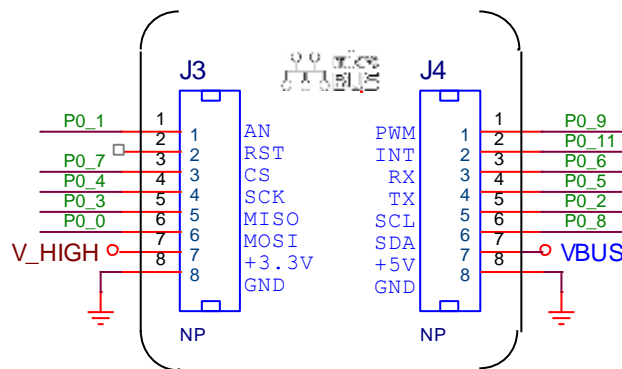 J3
J4
P0_1 1 1 AN
2 2 RST
P0_7 3 3 CS
P0_4 4 4 SCK
P0_3 5 5 MISO
P0_0 6 6 MOSI
V_HIGH 7 7 +3.3V
8 8 GND
NP
PWM 1 1 P0_9
INT 2 2 P0_11
RX 3 3 P0_6
TX 4 4 P0_5
SCL 5 5 P0_2
SDA 6 6 P0_8
+5V 7 7 VBUS
GND 8 8
NP
BUS